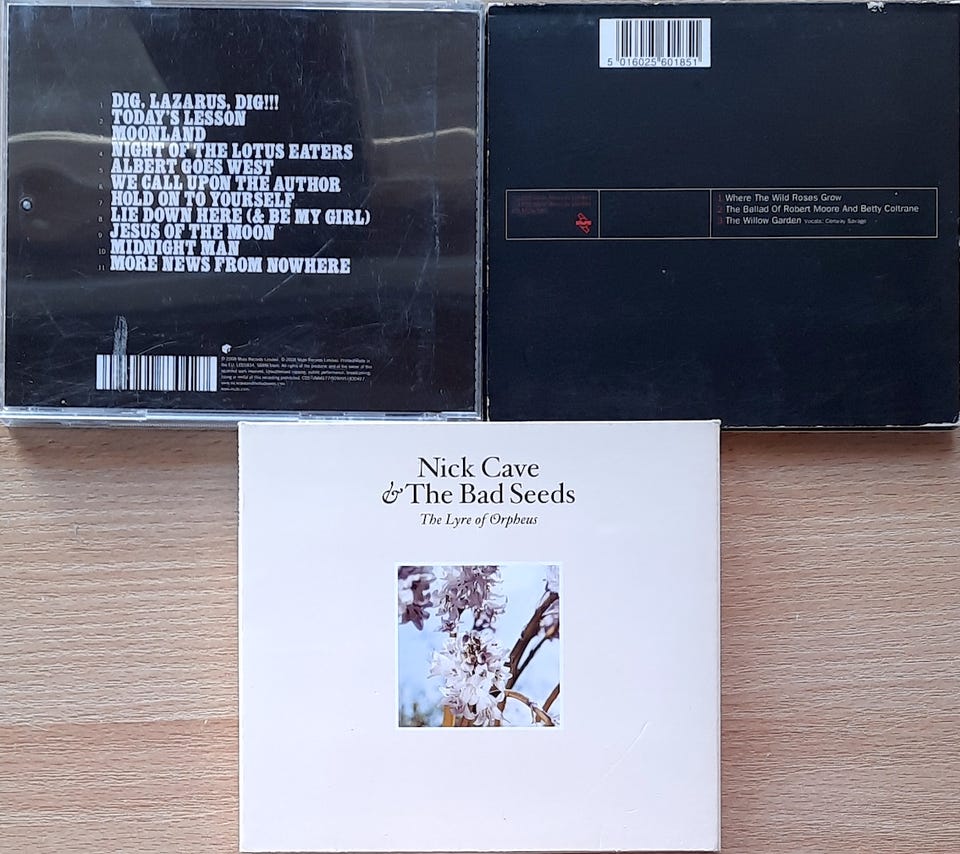 1 DIG, LAZARUS, DIG!!!
2 TODAY'S LESSON
3 MOONLAND
4 NIGHT OF THE LOTUS EATERS
5 ALBERT GOES WEST
6 WE CALL UPON THE AUTHOR
7 HOLD ON TO YOURSELF
8 LIE DOWN HERE (& BE MY GIRL)
9 JESUS OF THE MOON
10 MIDNIGHT MAN
11 MORE NEWS FROM NOWHERE
5 016025 601851
1 Where The Wild Roses Grow
2 The Ballad Of Robert Moore And Betty Coltrane
3 The Willow Garden Vocals: Conway Savage
Nick Cave
& The Bad Seeds
The Lyre of Orpheus